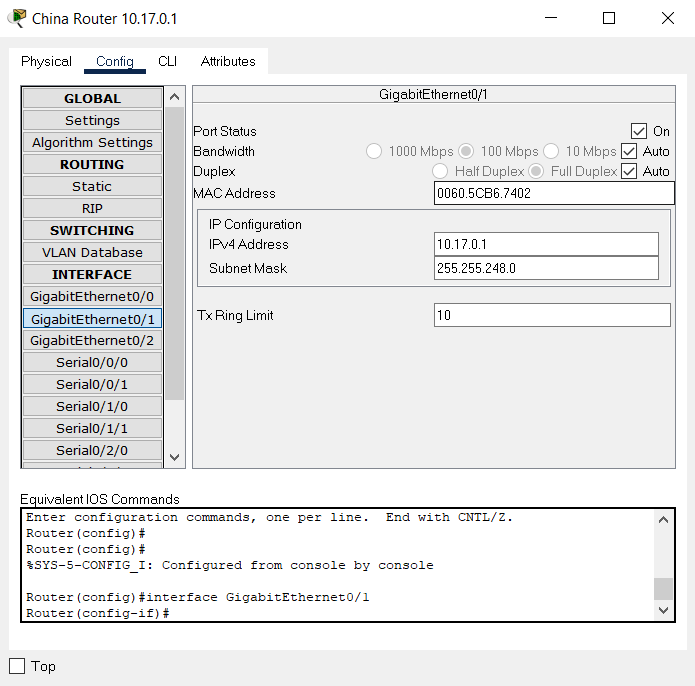 China Router 10.17.0.1
Physical Config CLI Attributes
GLOBAL
Settings
Algorithm Settings
ROUTING
Static
RIP
SWITCHING
VLAN Database
INTERFACE
GigabitEthernet0/0
GigabitEthernet0/1
GigabitEthernet0/2
Serial0/0/0
Serial0/0/1
Serial0/1/0
Serial0/1/1
Serial0/2/0
GigabitEthernet0/1
Port Status On
Bandwidth 1000 Mbps 100 Mbps 10 Mbps Auto
Duplex Half Duplex Full Duplex Auto
MAC Address 0060.5CB6.7402
IP Configuration
IPv4 Address 10.17.0.1
Subnet Mask 255.255.248.0
Tx Ring Limit 10
Equivalent IOS Commands
Enter configuration commands, one per line.  End with CNTL/Z.
Router(config)#
Router(config)#
%SYS-5-CONFIG_I: Configured from console by console
Router(config)#interface GigabitEthernet0/1
Router(config-if)#
Top